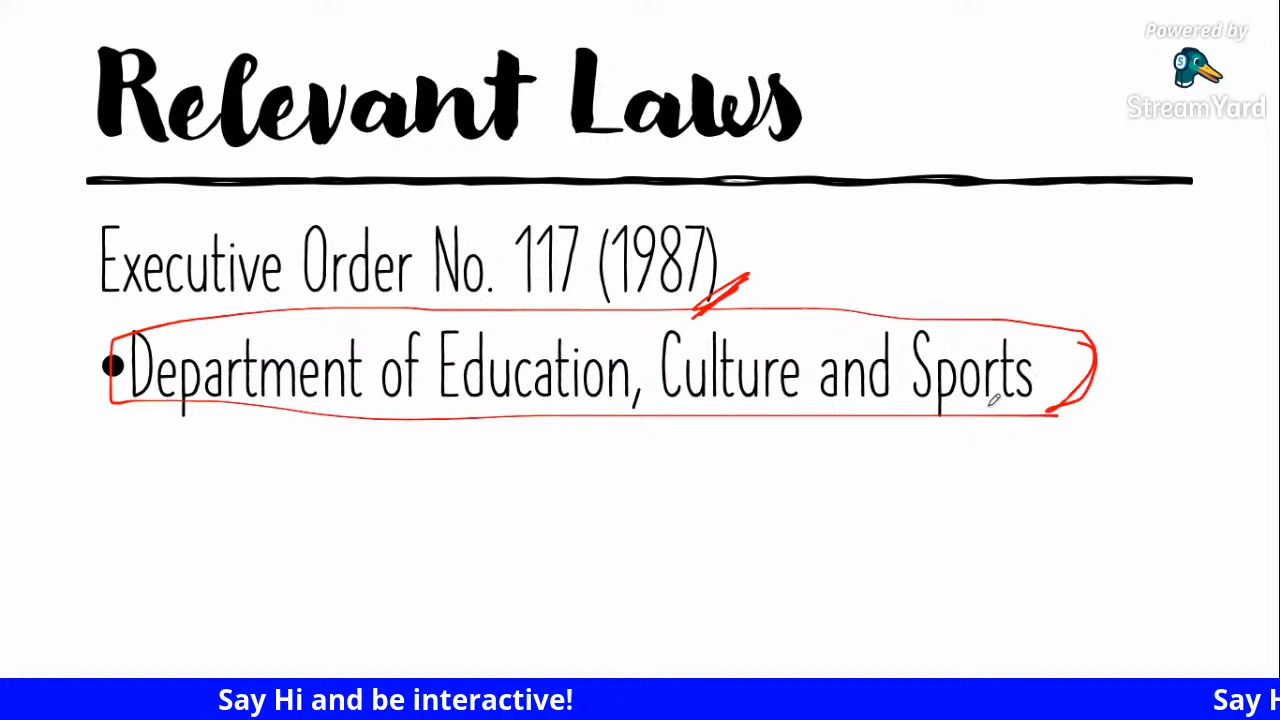 Powered by
StreamYard
Relevant Laws
Executive Order No. 117 (1987)
•Department of Education, Culture and Sports
Say Hi and be interactive!
Say H